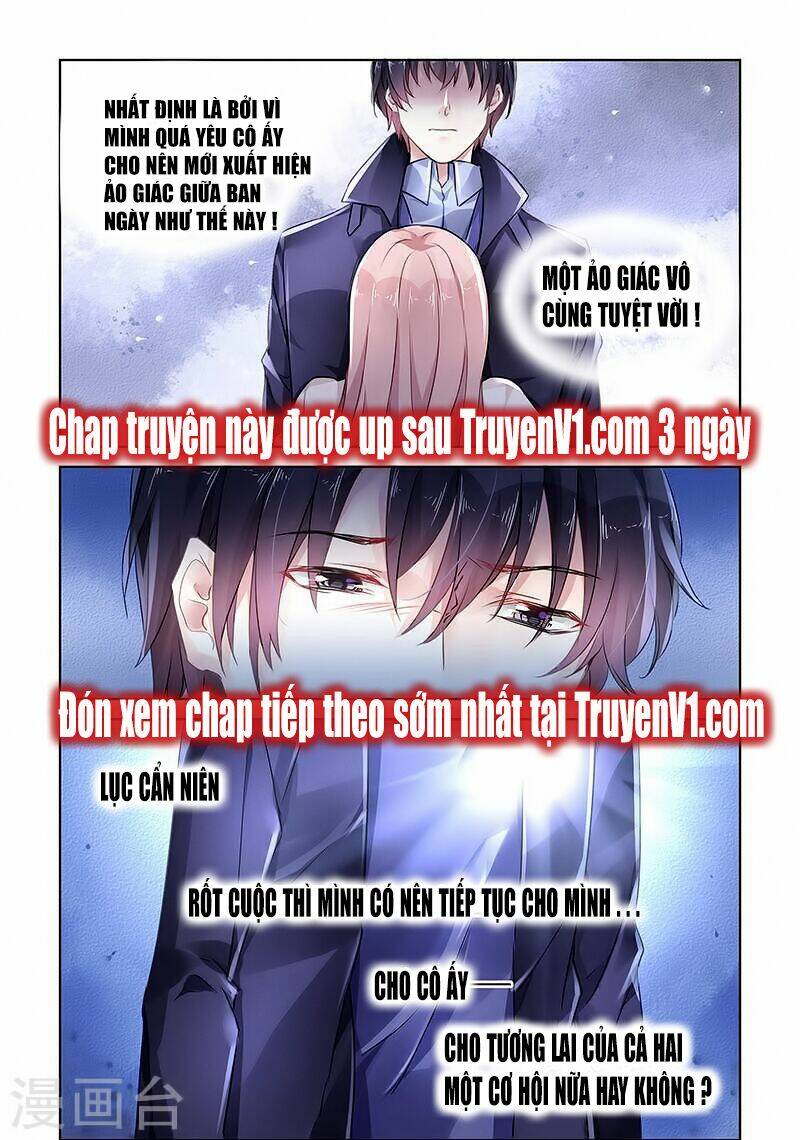 NHẤT ĐỊNH LÀ BỞI VÌ
MÌNH QUÁ YÊU CÔ ẤY
CHO NÊN MỚI XUẤT HIỆN
ẢO GIÁC GIỮA BAN
NGÀY NHƯ THẾ NÀY !
MỘT ẢO GIÁC VÔ
CÙNG TUYỆT VỜI !
Chap truyện này được up sau TruyenV1.com 3 ngày
Đón xem chap tiếp theo sớm nhất tại TruyenV1.com
LỤC CẨN NIÊN
RỐT CUỘC THÌ MÌNH CÓ NÊN TIẾP TỤC CHO MÌNH . . .
CHO CÔ ẤY —
CHO TƯƠNG LAI CỦA CẢ HAI
MỘT CƠ HỘI NỮA HAY KHÔNG ?
漫画台